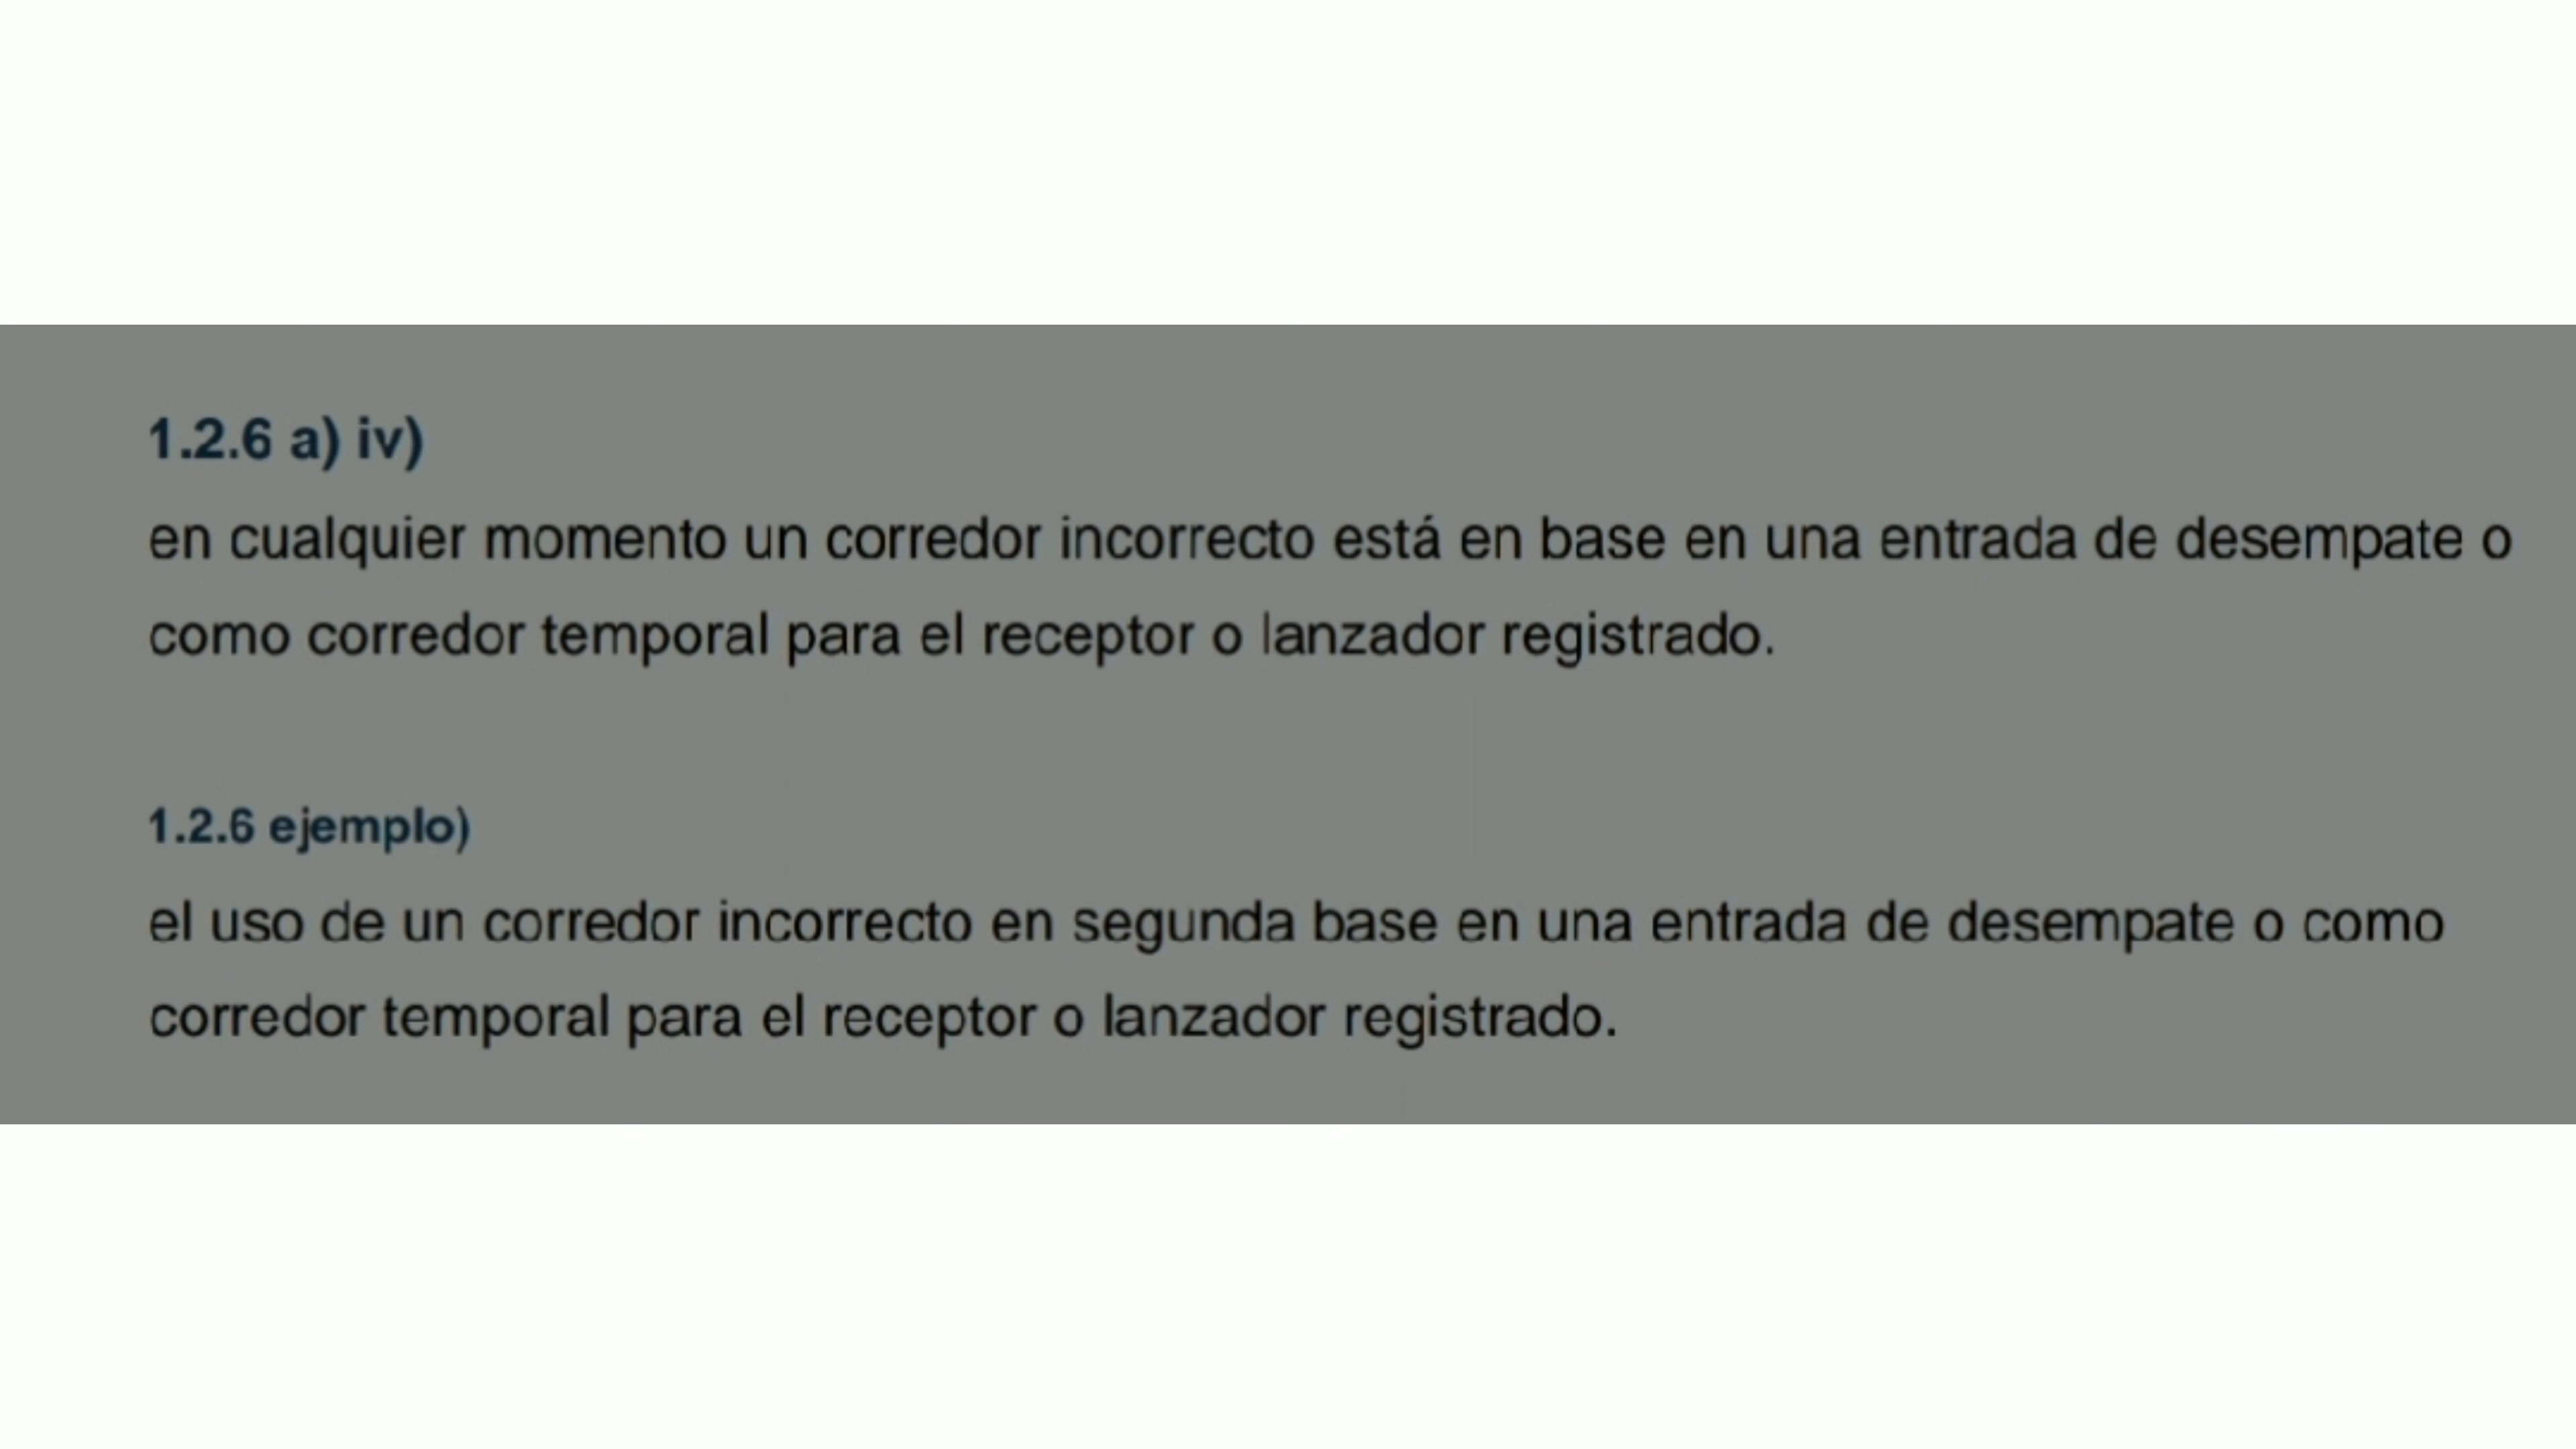 1.2.6 a) iv)
en cualquier momento un corredor incorrecto está en base en una entrada de desempate o
como corredor temporal para el receptor o lanzador registrado.
1.2.6 ejemplo)
el uso de un corredor incorrecto en segunda base en una entrada de desempate o como
corredor temporal para el receptor o lanzador registrado.